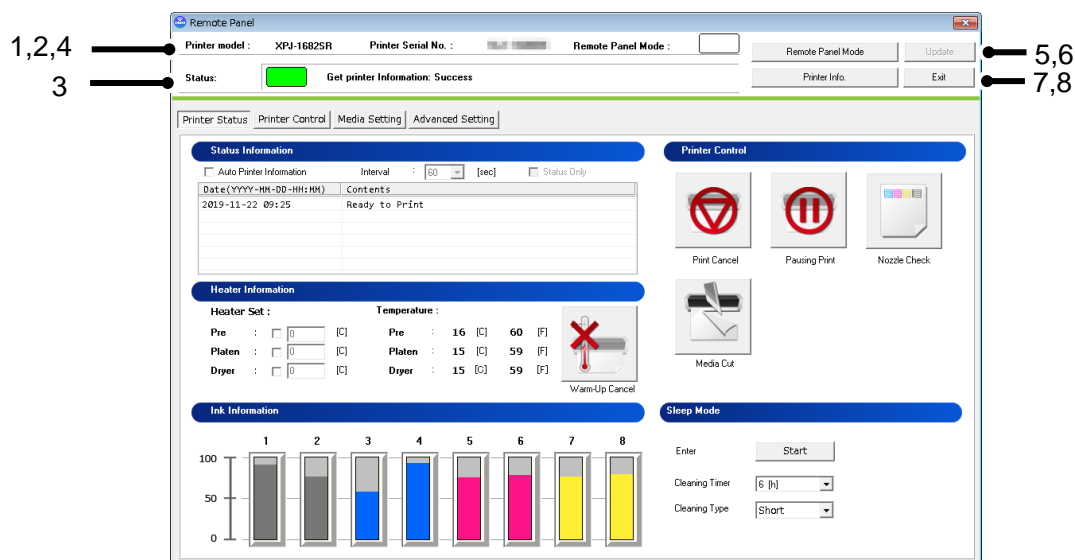 Remote Panel
1,2,4
Printer model : XPJ-1682SR Printer Serial No. : Remote Panel Mode :
Remote Panel Mode Update
5,6
3
Status: Get printer Information: Success
Printer Info. Exit
7,8
Printer Status Printer Control Media Setting Advanced Setting
Status Information
Auto Printer Information Interval : 60 [sec] Status Only
Date(YYYY-MM-DD-HH:MM) Contents
2019-11-22 09:25 Ready to Print
Printer Control
Print Cancel Pausing Print Nozzle Check
Media Cut
Heater Information
Heater Set : Temperature :
Pre : 0 [C] Pre : 16 [C] 60 [F]
Platen : 0 [C] Platen : 15 [C] 59 [F]
Dryer : 0 [C] Dryer : 15 [C] 59 [F]
Warm-Up Cancel
Ink Information
1 2 3 4 5 6 7 8
100
50
0
Sleep Mode
Enter Start
Cleaning Timer 6 [h]
Cleaning Type Short